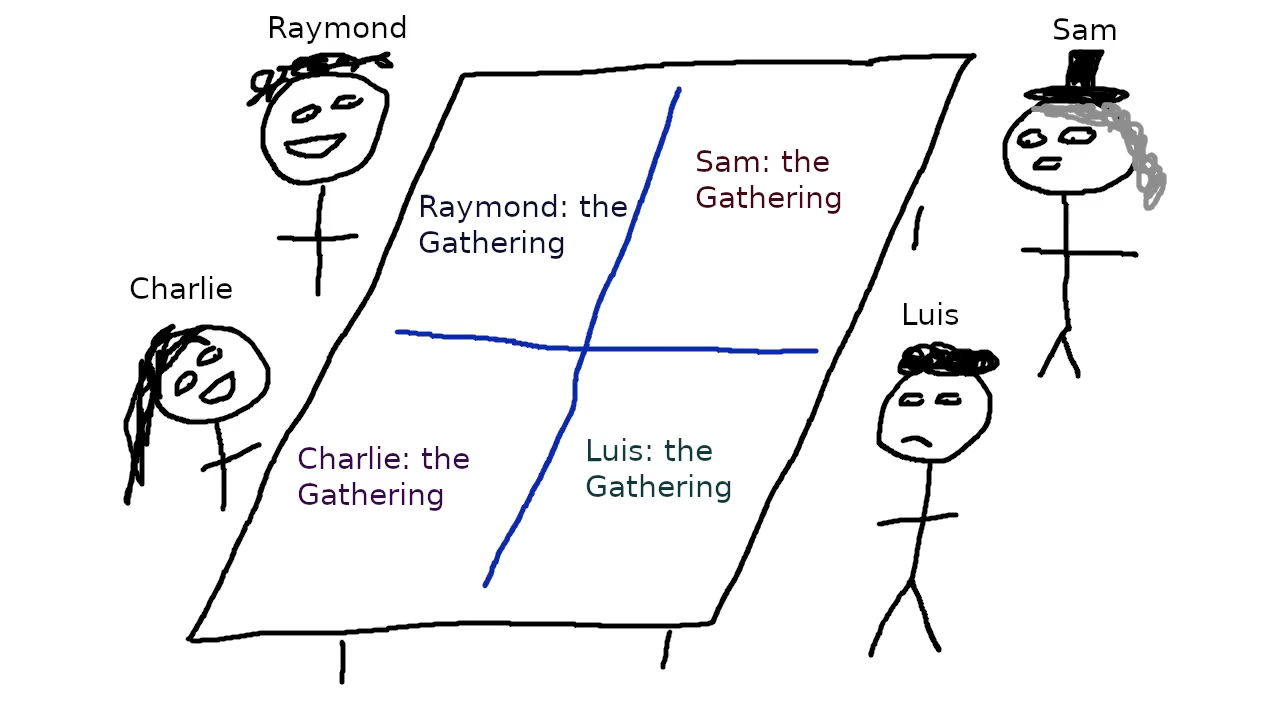 Raymond
Sam
Sam: the
Gathering
Raymond: the
Gathering
Charlie
Luis
Charlie: the
Gathering
Luis: the
Gathering